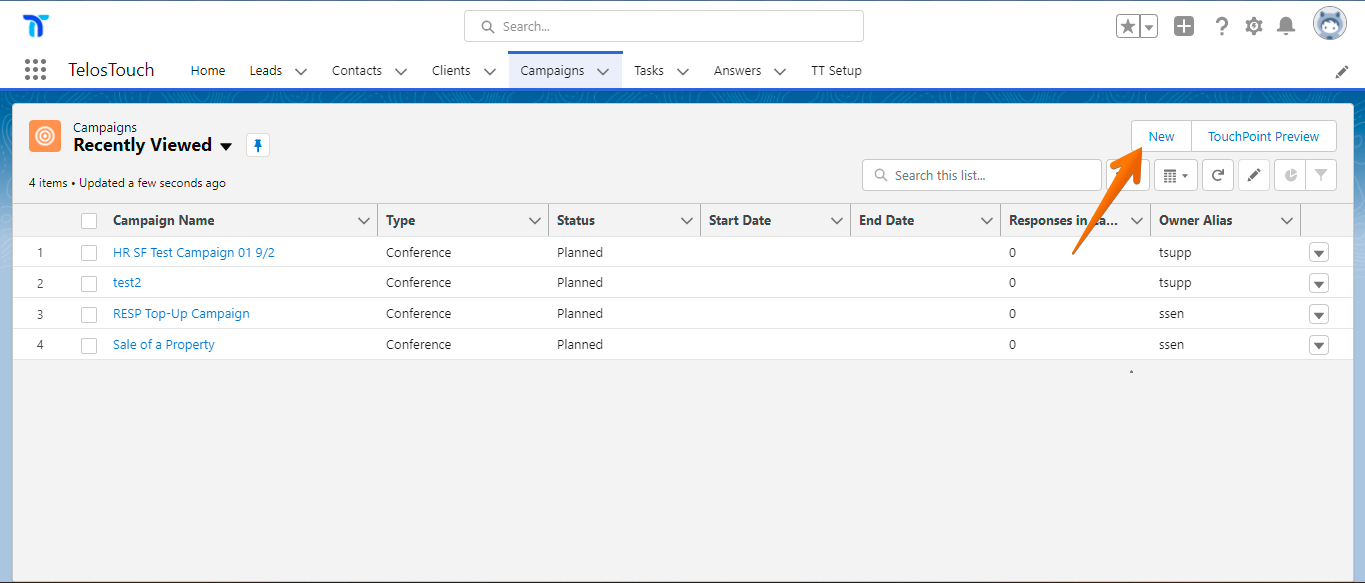 Search...
TelosTouch Home Leads Contacts Clients Campaigns Tasks Answers TT Setup
Campaigns
Recently Viewed
New TouchPoint Preview
4 items • Updated a few seconds ago
Search this list...
Campaign Name Type Status Start Date End Date Responses in Owner Alias
1 HR SF Test Campaign 01 9/2 Conference Planned 0 tsupp
2 test2 Conference Planned 0 tsupp
3 RESP Top-Up Campaign Conference Planned 0 ssen
4 Sale of a Property Conference Planned 0 ssen